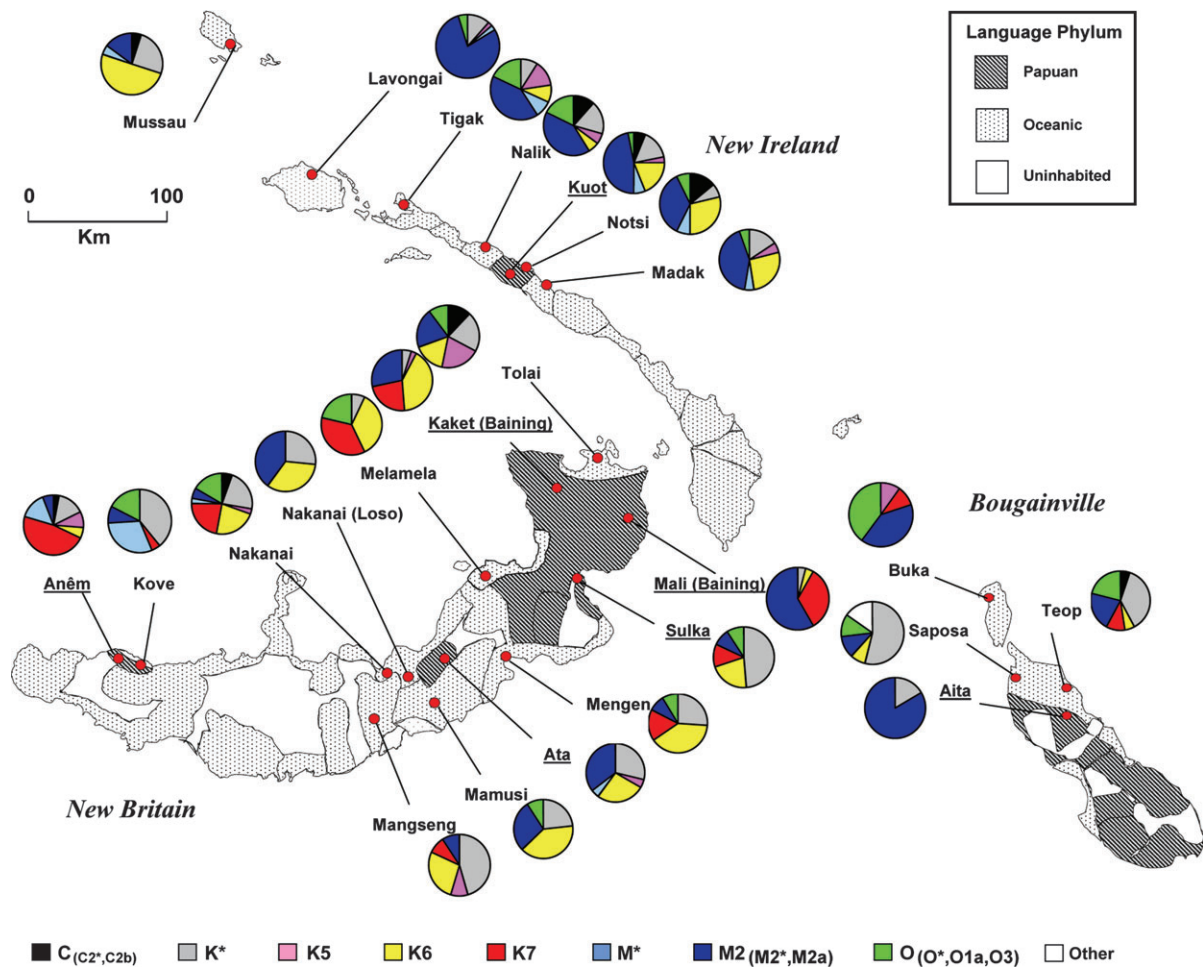 Language Phylum
Papuan
Oceanic
Uninhabited
Mussau
Lavongai
Tigak
Nalik
Kuot
Notsi
Madak
New Ireland
0 100
Km
Tolai
Kaket (Baining)
Melamela
Nakanai (Loso)
Nakanai
Anêm
Kove
Mali (Baining)
Sulka
Mengen
Ata
Mamusi
Mangseng
New Britain
Bougainville
Buka
Teop
Saposa
Aita
C(C2*,C2b) K* K5 K6 K7 M* M2(M2*,M2a) O(O*,O1a,O3) Other